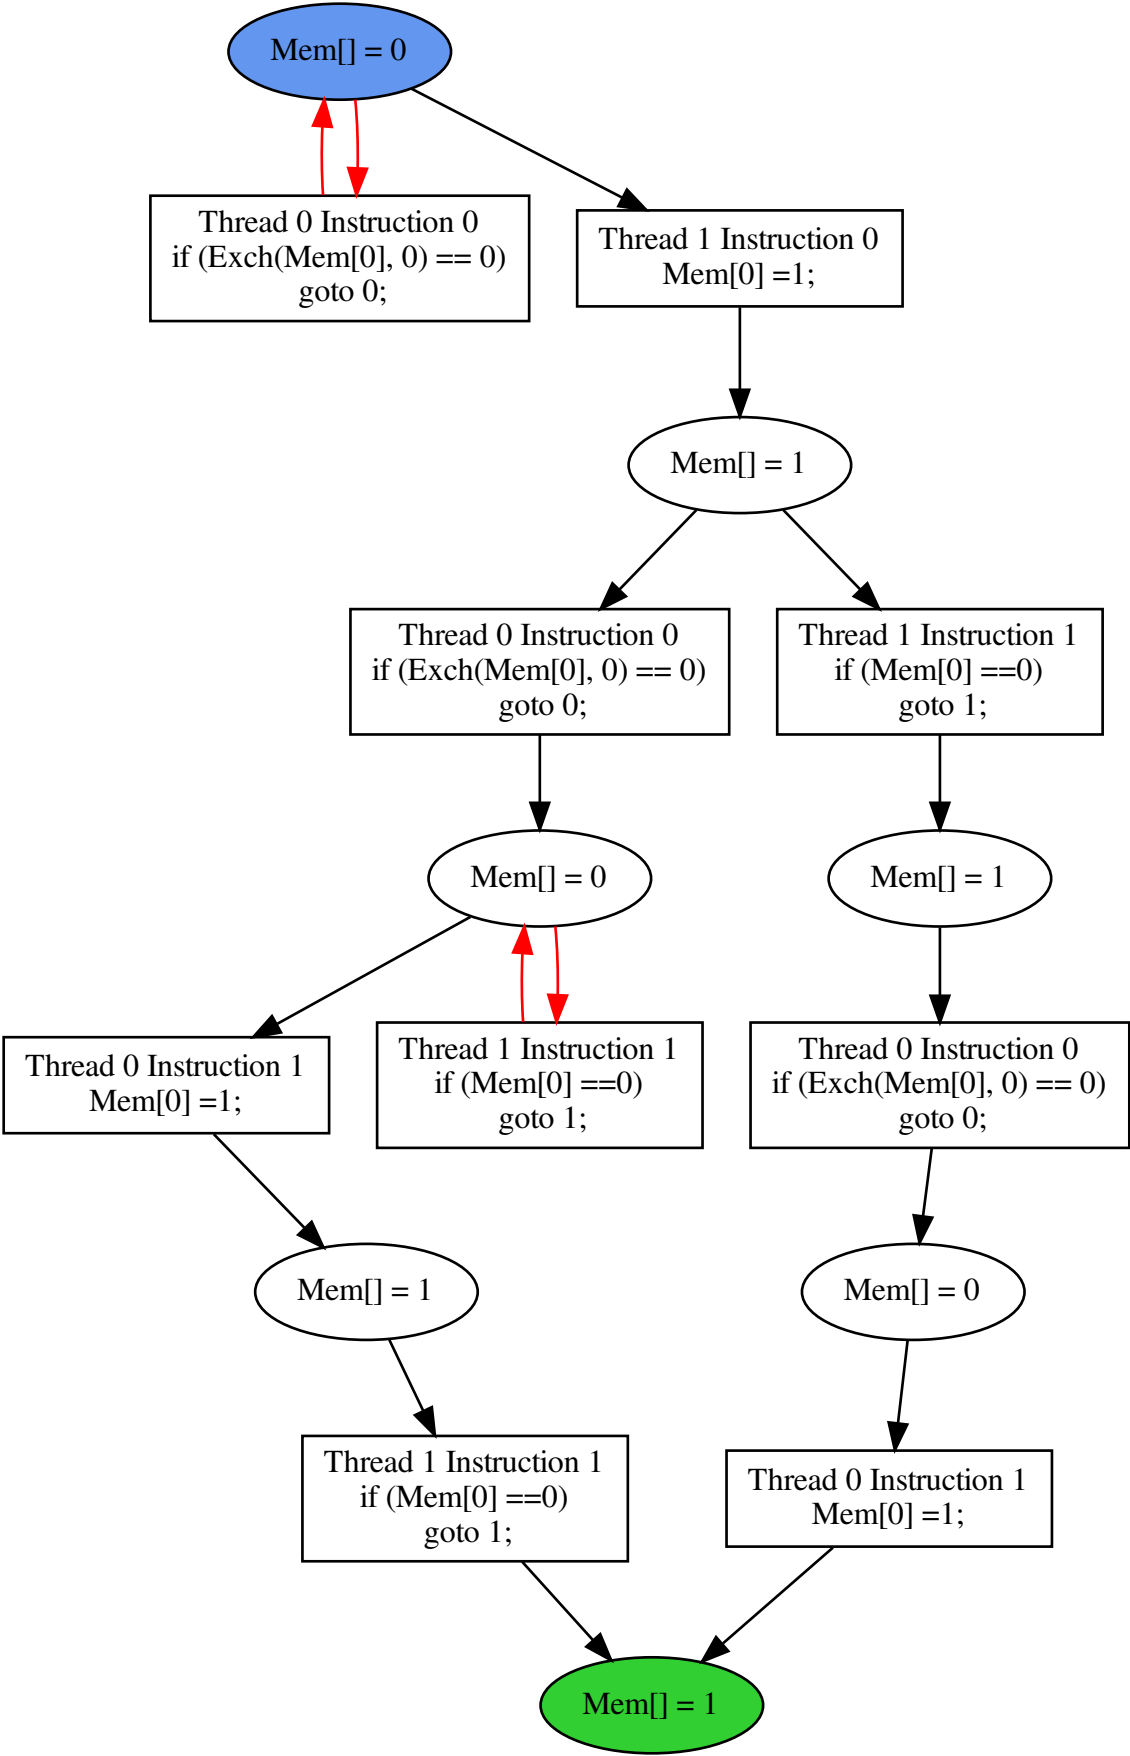 Mem[] = 0
Thread 0 Instruction 0
if (Exch(Mem[0], 0) == 0)
goto 0;
Thread 1 Instruction 0
Mem[0] =1;
Mem[] = 1
Thread 0 Instruction 0
if (Exch(Mem[0], 0) == 0)
goto 0;
Thread 1 Instruction 1
if (Mem[0] ==0)
goto 1;
Mem[] = 0
Mem[] = 1
Thread 0 Instruction 1
Mem[0] =1;
Thread 1 Instruction 1
if (Mem[0] ==0)
goto 1;
Thread 0 Instruction 0
if (Exch(Mem[0], 0) == 0)
goto 0;
Mem[] = 1
Mem[] = 0
Thread 1 Instruction 1
if (Mem[0] ==0)
goto 1;
Thread 0 Instruction 1
Mem[0] =1;
Mem[] = 1